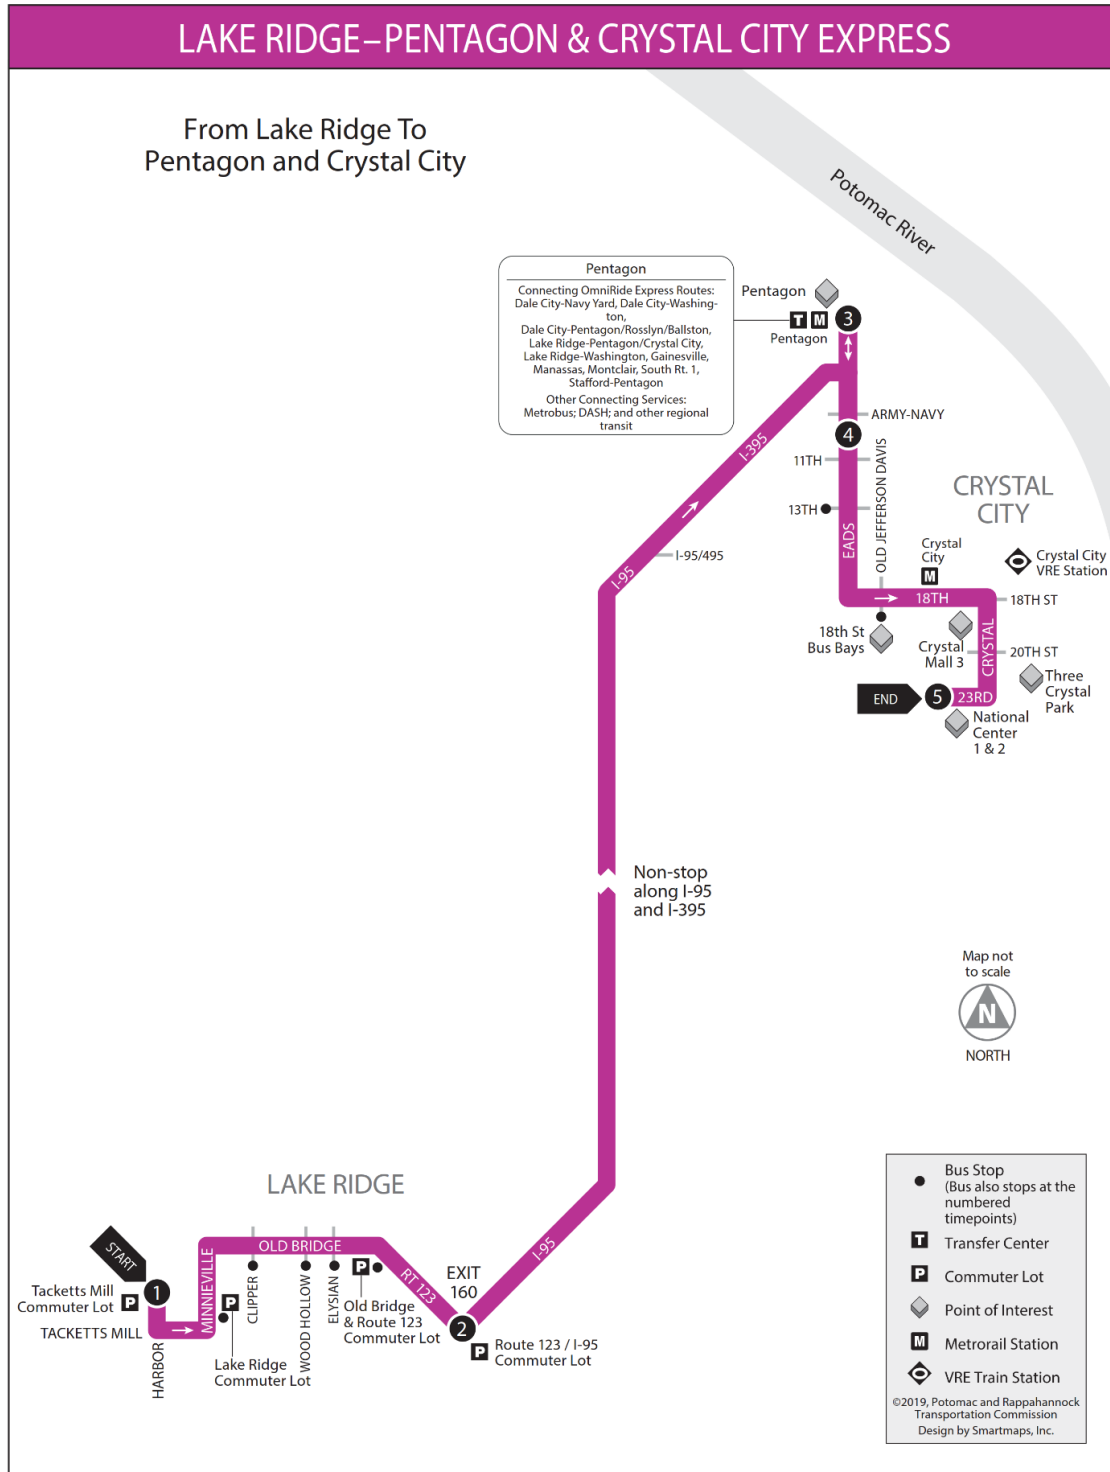 LAKE RIDGE–PENTAGON & CRYSTAL CITY EXPRESS
From Lake Ridge To
Pentagon and Crystal City
Potomac River
Pentagon
Connecting OmniRide Express Routes:
Dale City-Navy Yard, Dale City-Washing-
ton,
Dale City-Pentagon/Rosslyn/Ballston,
Lake Ridge-Pentagon/Crystal City,
Lake Ridge-Washington, Gainesville,
Manassas, Montclair, South Rt. 1,
Stafford-Pentagon
Other Connecting Services:
Metrobus; DASH; and other regional
transit
Pentagon
T M 3
Pentagon
ARMY-NAVY
4
11TH
OLD JEFFERSON DAVIS
13TH
EADS
I-395
I-95/495
I-95
CRYSTAL
CITY
Crystal
City
M
Crystal City
VRE Station
18TH
18TH ST
18th St
Bus Bays
Crystal
Mall 3
CRYSTAL
20TH ST
Three
Crystal
Park
END
5
23RD
National
Center
1 & 2
Non-stop
along I-95
and I-395
Map not
to scale
N
NORTH
LAKE RIDGE
START
1
Tacketts Mill
Commuter Lot
P
TACKETTS MILL
HARBOR
MINNIEVILLE
P
Lake Ridge
Commuter Lot
OLD BRIDGE
CLIPPER
WOOD HOLLOW
ELYSIAN
P
Old Bridge
& Route 123
Commuter Lot
RT 123
EXIT
160
2
I-95
P
Route 123 / I-95
Commuter Lot
Bus Stop
(Bus also stops at the
numbered
timepoints)
T Transfer Center
P Commuter Lot
Point of Interest
M Metrorail Station
VRE Train Station
©2019, Potomac and Rappahannock
Transportation Commission
Design by Smartmaps, Inc.